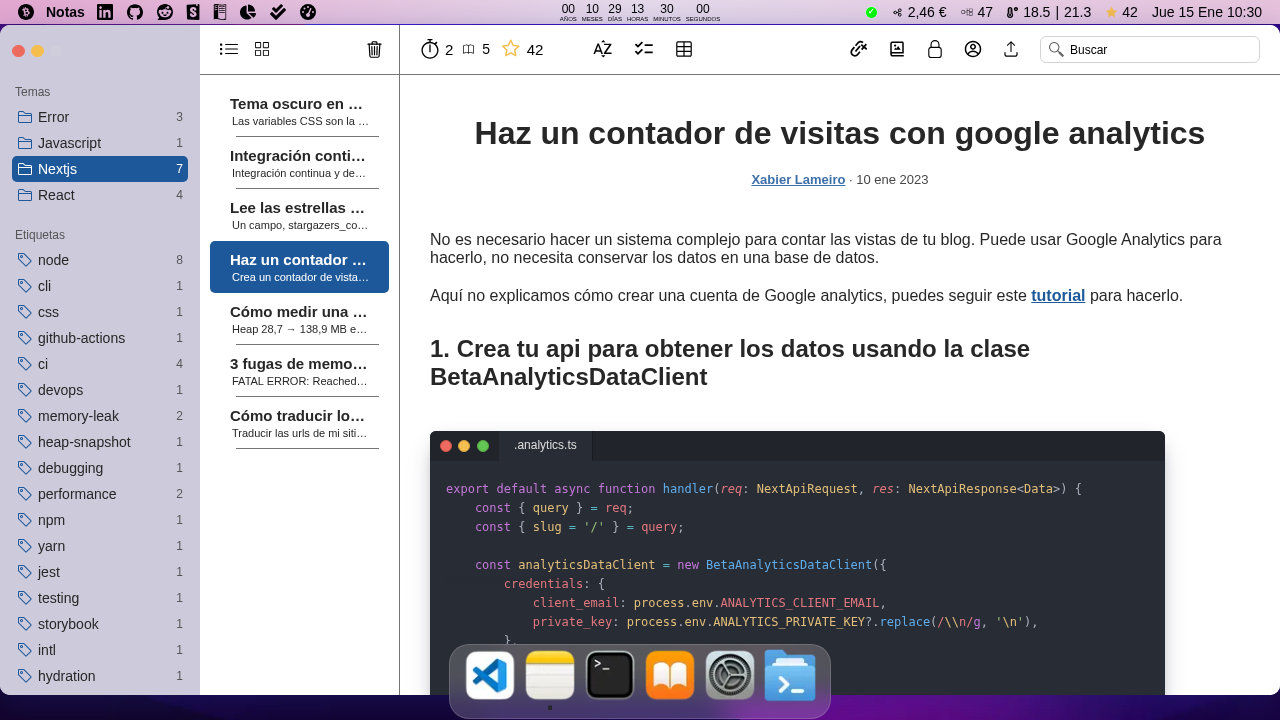 Notas
00 10 29 13 30 00
AÑOS MESES DÍAS HORAS MINUTOS SEGUNDOS
2,46 €
47
18.5 | 21.3
42
Jue 15 Ene 10:30
Temas
Error 3
Javascript 1
Nextjs 7
React 4
Etiquetas
node 8
cli 1
css 1
github-actions 1
ci 4
devops 1
memory-leak 2
heap-snapshot 1
debugging 1
performance 2
npm 1
yarn 1
jest 1
testing 1
storybook 1
intl 1
hydration 1
Tema oscuro en …
Las variables CSS son la …
Integración conti…
Integración continua y de…
Lee las estrellas …
Un campo, stargazers_co…
Haz un contador …
Crea un contador de vista…
Cómo medir una …
Heap 28,7 → 138,9 MB e…
3 fugas de memo…
FATAL ERROR: Reached…
Cómo traducir lo…
Traducir las urls de mi siti…
2
5
42
Buscar
Haz un contador de visitas con google analytics
Xabier Lameiro · 10 ene 2023
No es necesario hacer un sistema complejo para contar las vistas de tu blog. Puede usar Google Analytics para
hacerlo, no necesita conservar los datos en una base de datos.
Aquí no explicamos cómo crear una cuenta de Google analytics, puedes seguir este tutorial para hacerlo.
1. Crea tu api para obtener los datos usando la clase
BetaAnalyticsDataClient
.analytics.ts
export default async function handler(req: NextApiRequest, res: NextApiResponse<Data>) {
const { query } = req;
const { slug = '/' } = query;
const analyticsDataClient = new BetaAnalyticsDataClient({
credentials: {
client_email: process.env.ANALYTICS_CLIENT_EMAIL,
private_key: process.env.ANALYTICS_PRIVATE_KEY?.replace(/\\n/g, '\n'),
},